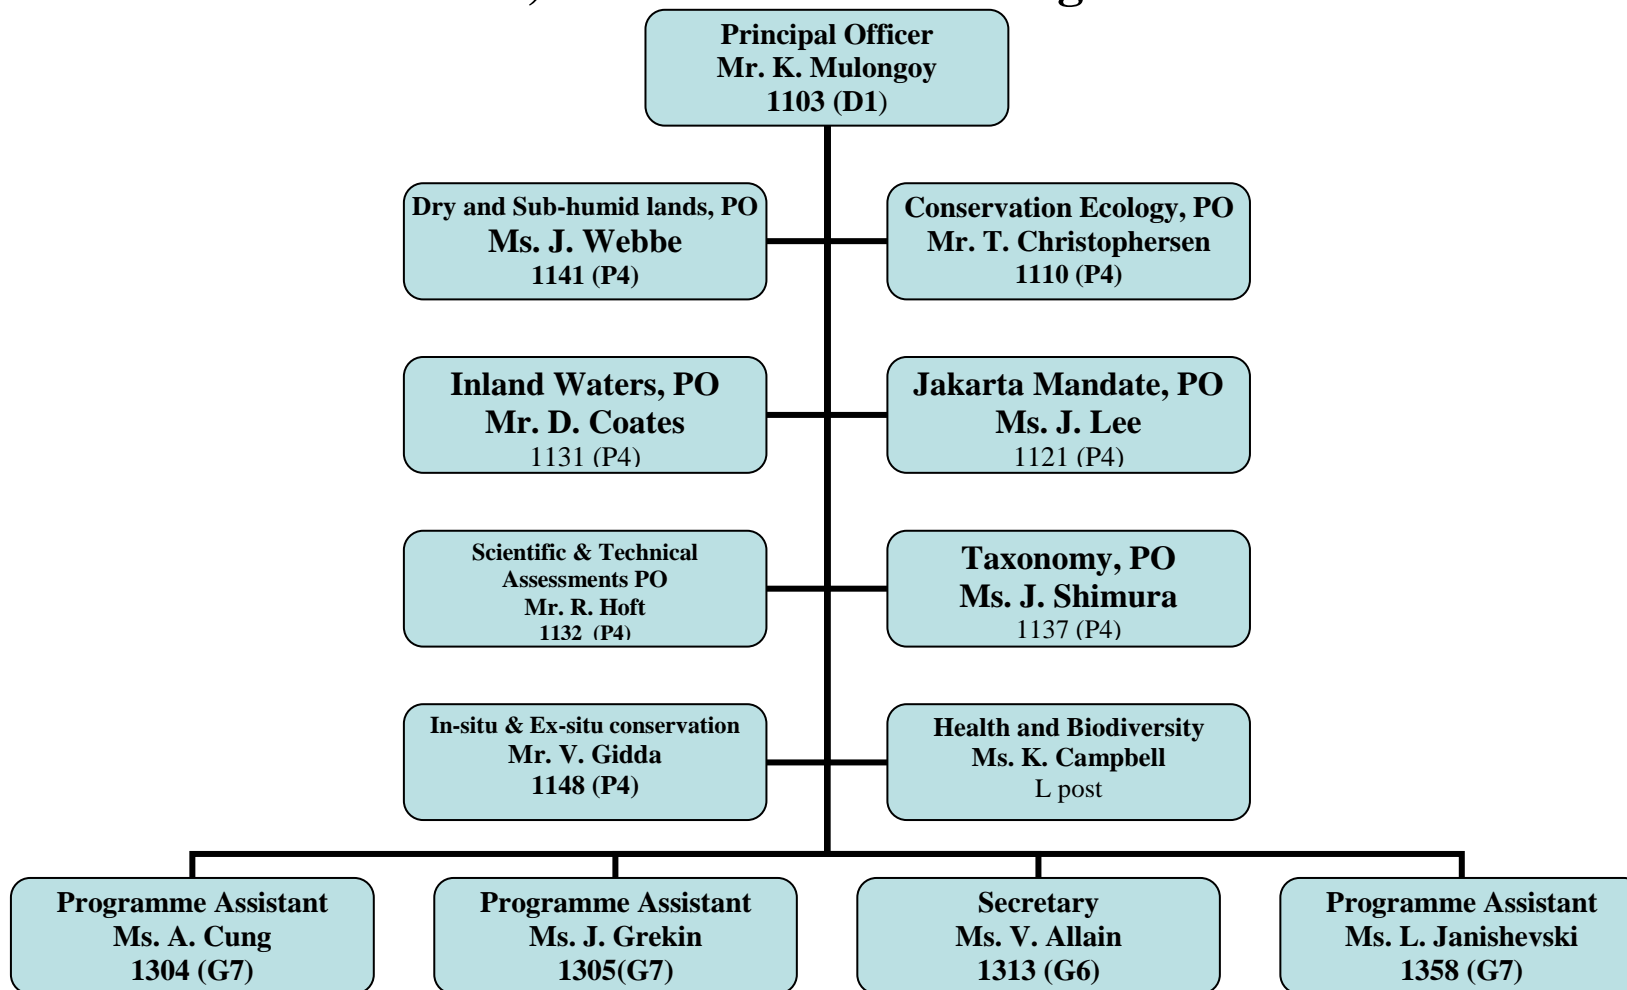 Principal Officer
Mr. K. Mulongoy
1103 (D1)
Dry and Sub-humid lands, PO
Ms. J. Webbe
1141 (P4)
Conservation Ecology, PO
Mr. T. Christophersen
1110 (P4)
Inland Waters, PO
Mr. D. Coates
1131 (P4)
Jakarta Mandate, PO
Ms. J. Lee
1121 (P4)
Scientific & Technical
Assessments PO
Mr. R. Hoft
1132 (P4)
Taxonomy, PO
Ms. J. Shimura
1137 (P4)
In-situ & Ex-situ conservation
Mr. V. Gidda
1148 (P4)
Health and Biodiversity
Ms. K. Campbell
L post
Programme Assistant
Ms. A. Cung
1304 (G7)
Programme Assistant
Ms. J. Grekin
1305(G7)
Secretary
Ms. V. Allain
1313 (G6)
Programme Assistant
Ms. L. Janishevski
1358 (G7)